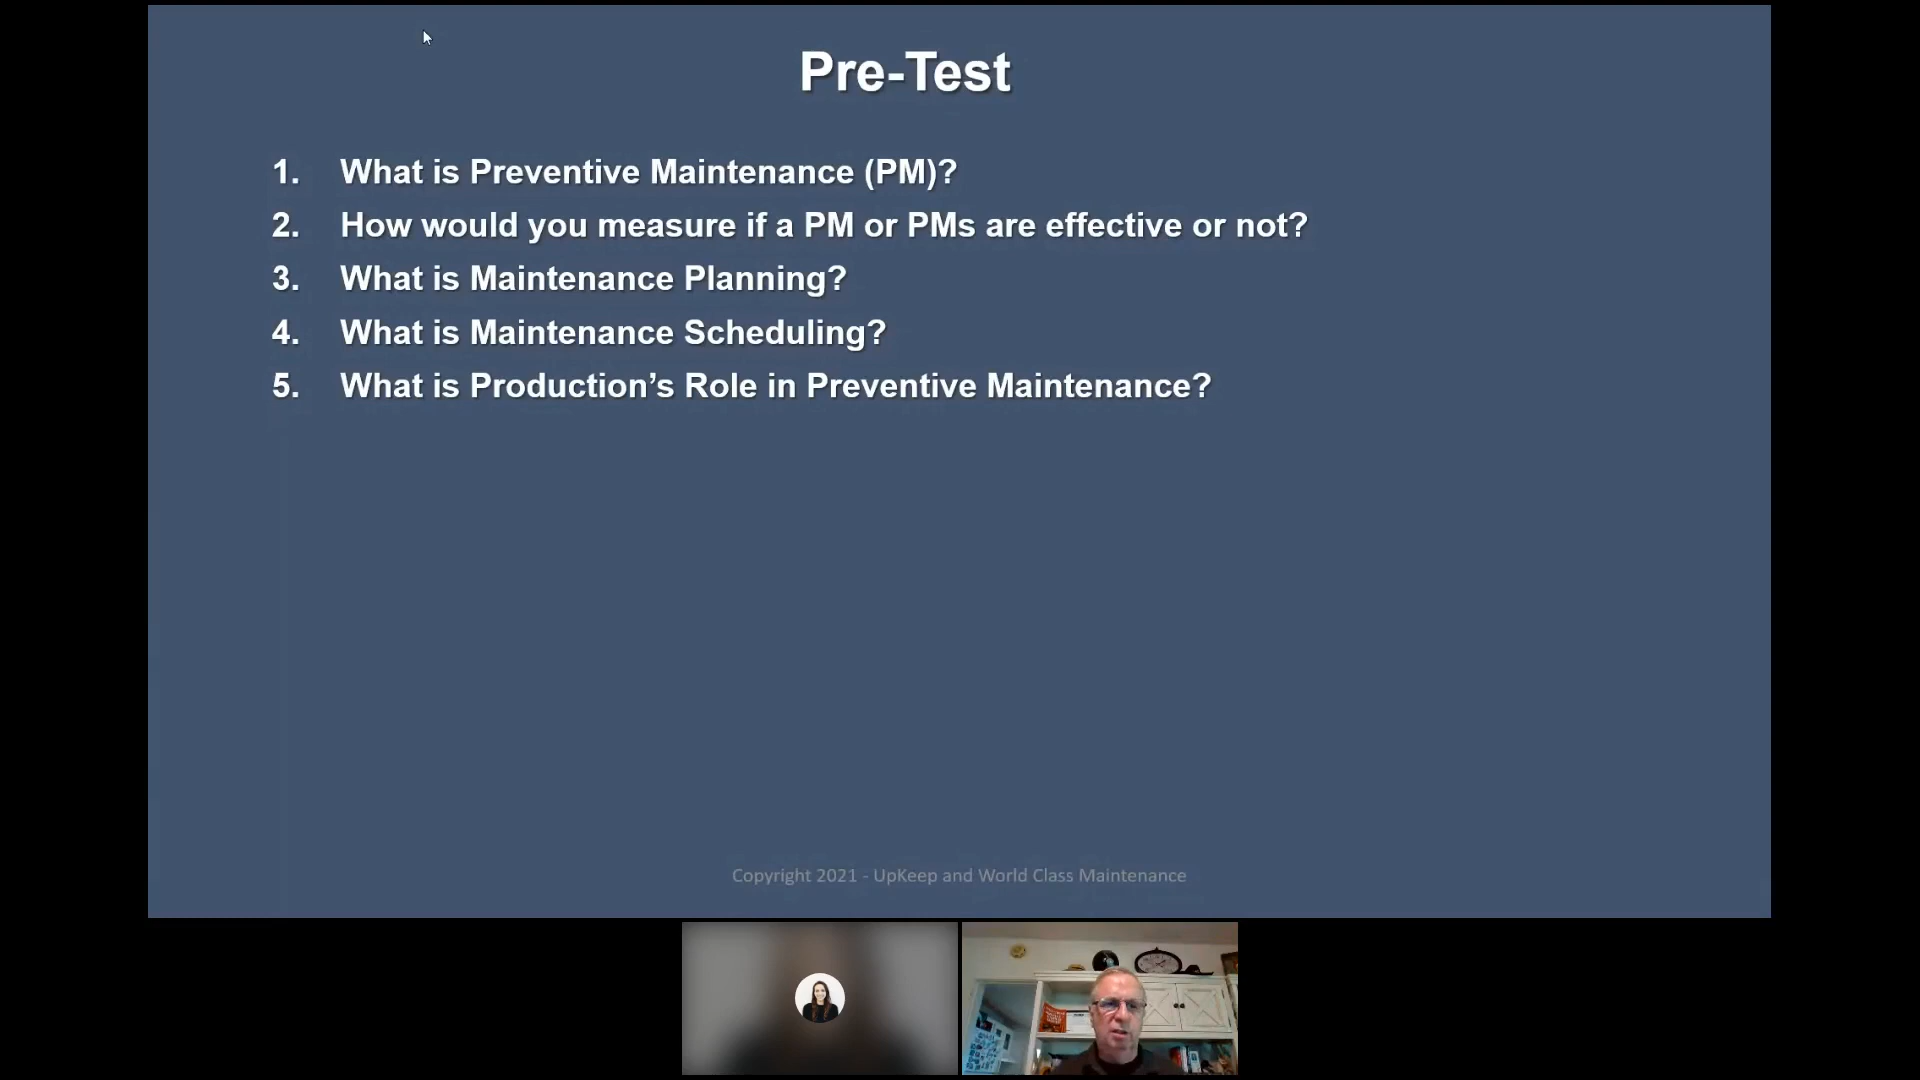 Pre-Test
1. What is Preventive Maintenance (PM)?
2. How would you measure if a PM or PMs are effective or not?
3. What is Maintenance Planning?
4. What is Maintenance Scheduling?
5. What is Production’s Role in Preventive Maintenance?
Copyright 2021 - UpKeep and World Class Maintenance